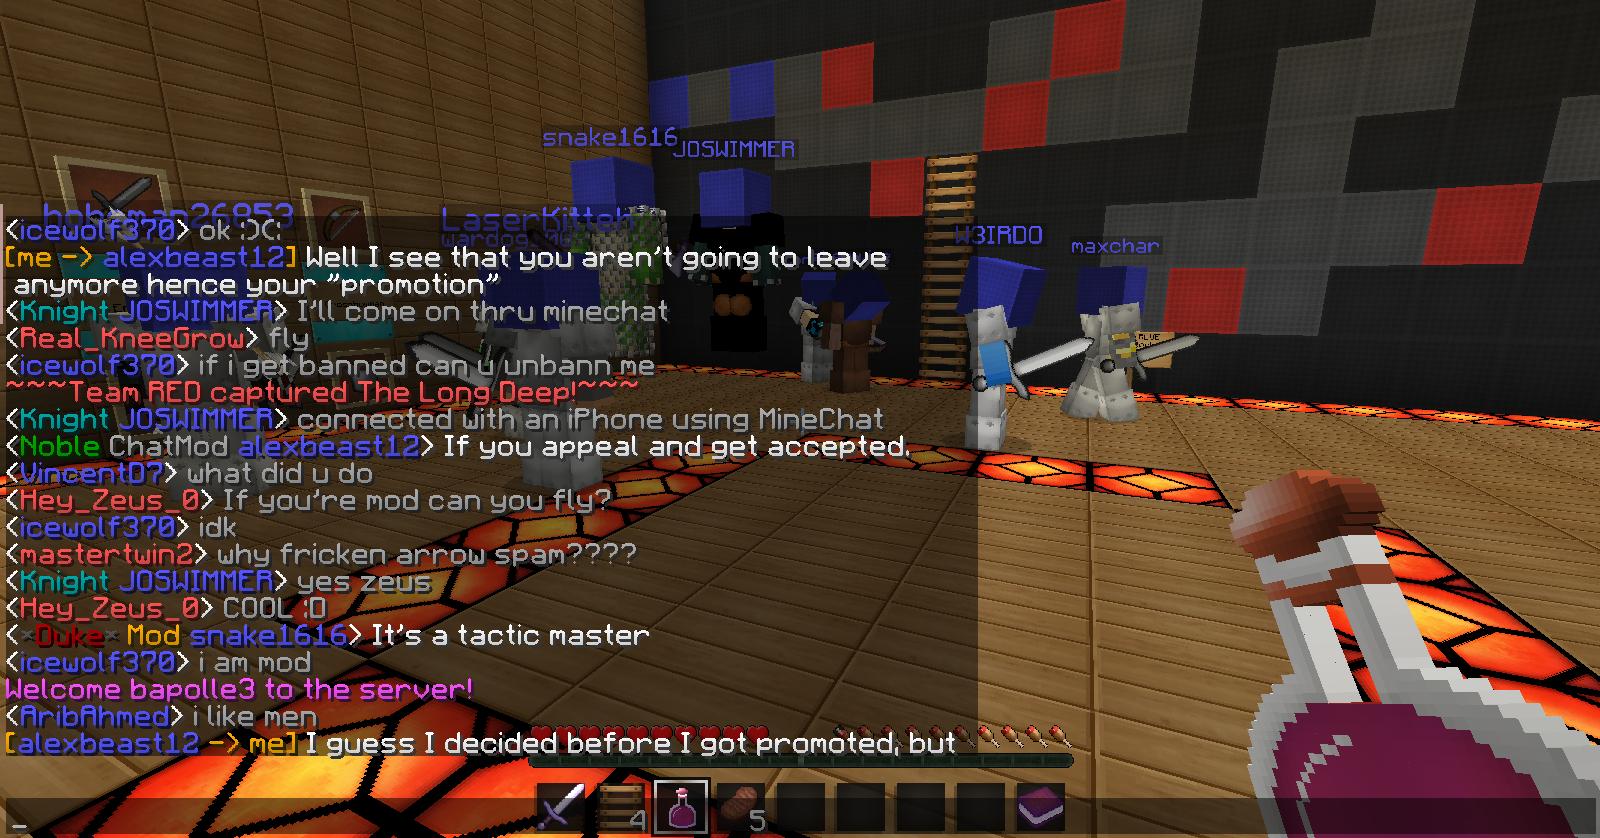 snake1616
JOSWIMMER
LaserKitteh
W3IRDO
maxchar
<icewolf370> ok :)(:
[me -> alexbeast12] Well I see that you aren't going to leave
anymore hence your "promotion"
<Knight JOSWIMMER> I'll come on thru minechat
<Real_KneeGrow> fly
<icewolf370> if i get banned can u unbann me
~~~Team RED captured The Long Deep!~~~
<Knight JOSWIMMER> connected with an iPhone using MineChat
<Noble ChatMod alexbeast12> If you appeal and get accepted.
<VincentD7> what did u do
<Hey_Zeus_0> If you're mod can you fly?
<icewolf370> idk
<mastertwin2> why fricken arrow spam????
<Knight JOSWIMMER> yes zeus
<Hey_Zeus_0> COOL :D
<*Duke* Mod snake1616> It's a tactic master
<icewolf370> i am mod
Welcome bapolle3 to the server!
<AribAhmed> i like men
[alexbeast12 -> me] I guess I decided before I got promoted, but
4
5